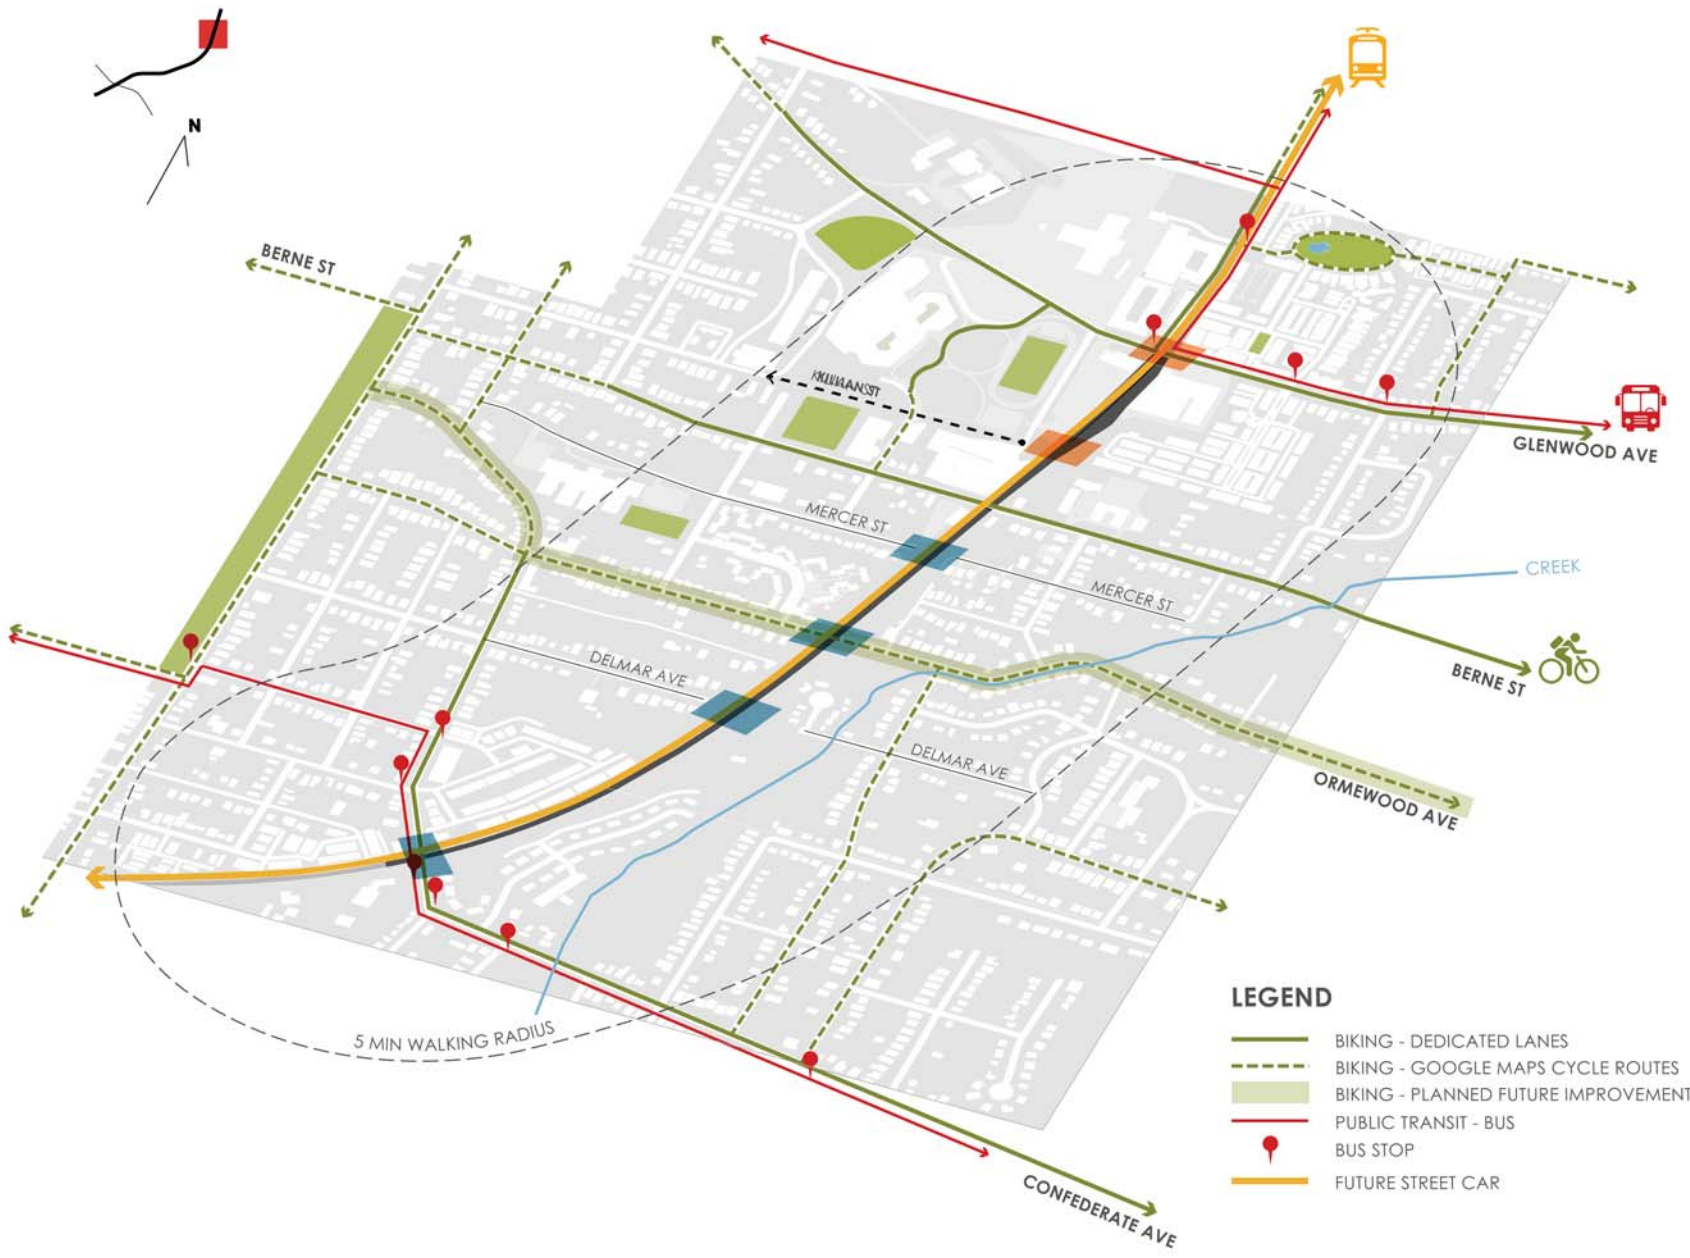 N
BERNE ST
GLENWOOD AVE
MERCER ST
CREEK
MERCER ST
BERNE ST
DELMAR AVE
DELMAR AVE
ORMEWOOD AVE
5 MIN WALKING RADIUS
CONFEDERATE AVE
LEGEND
BIKING - DEDICATED LANES
BIKING - GOOGLE MAPS CYCLE ROUTES
BIKING - PLANNED FUTURE IMPROVEMENT
PUBLIC TRANSIT - BUS
BUS STOP
FUTURE STREET CAR